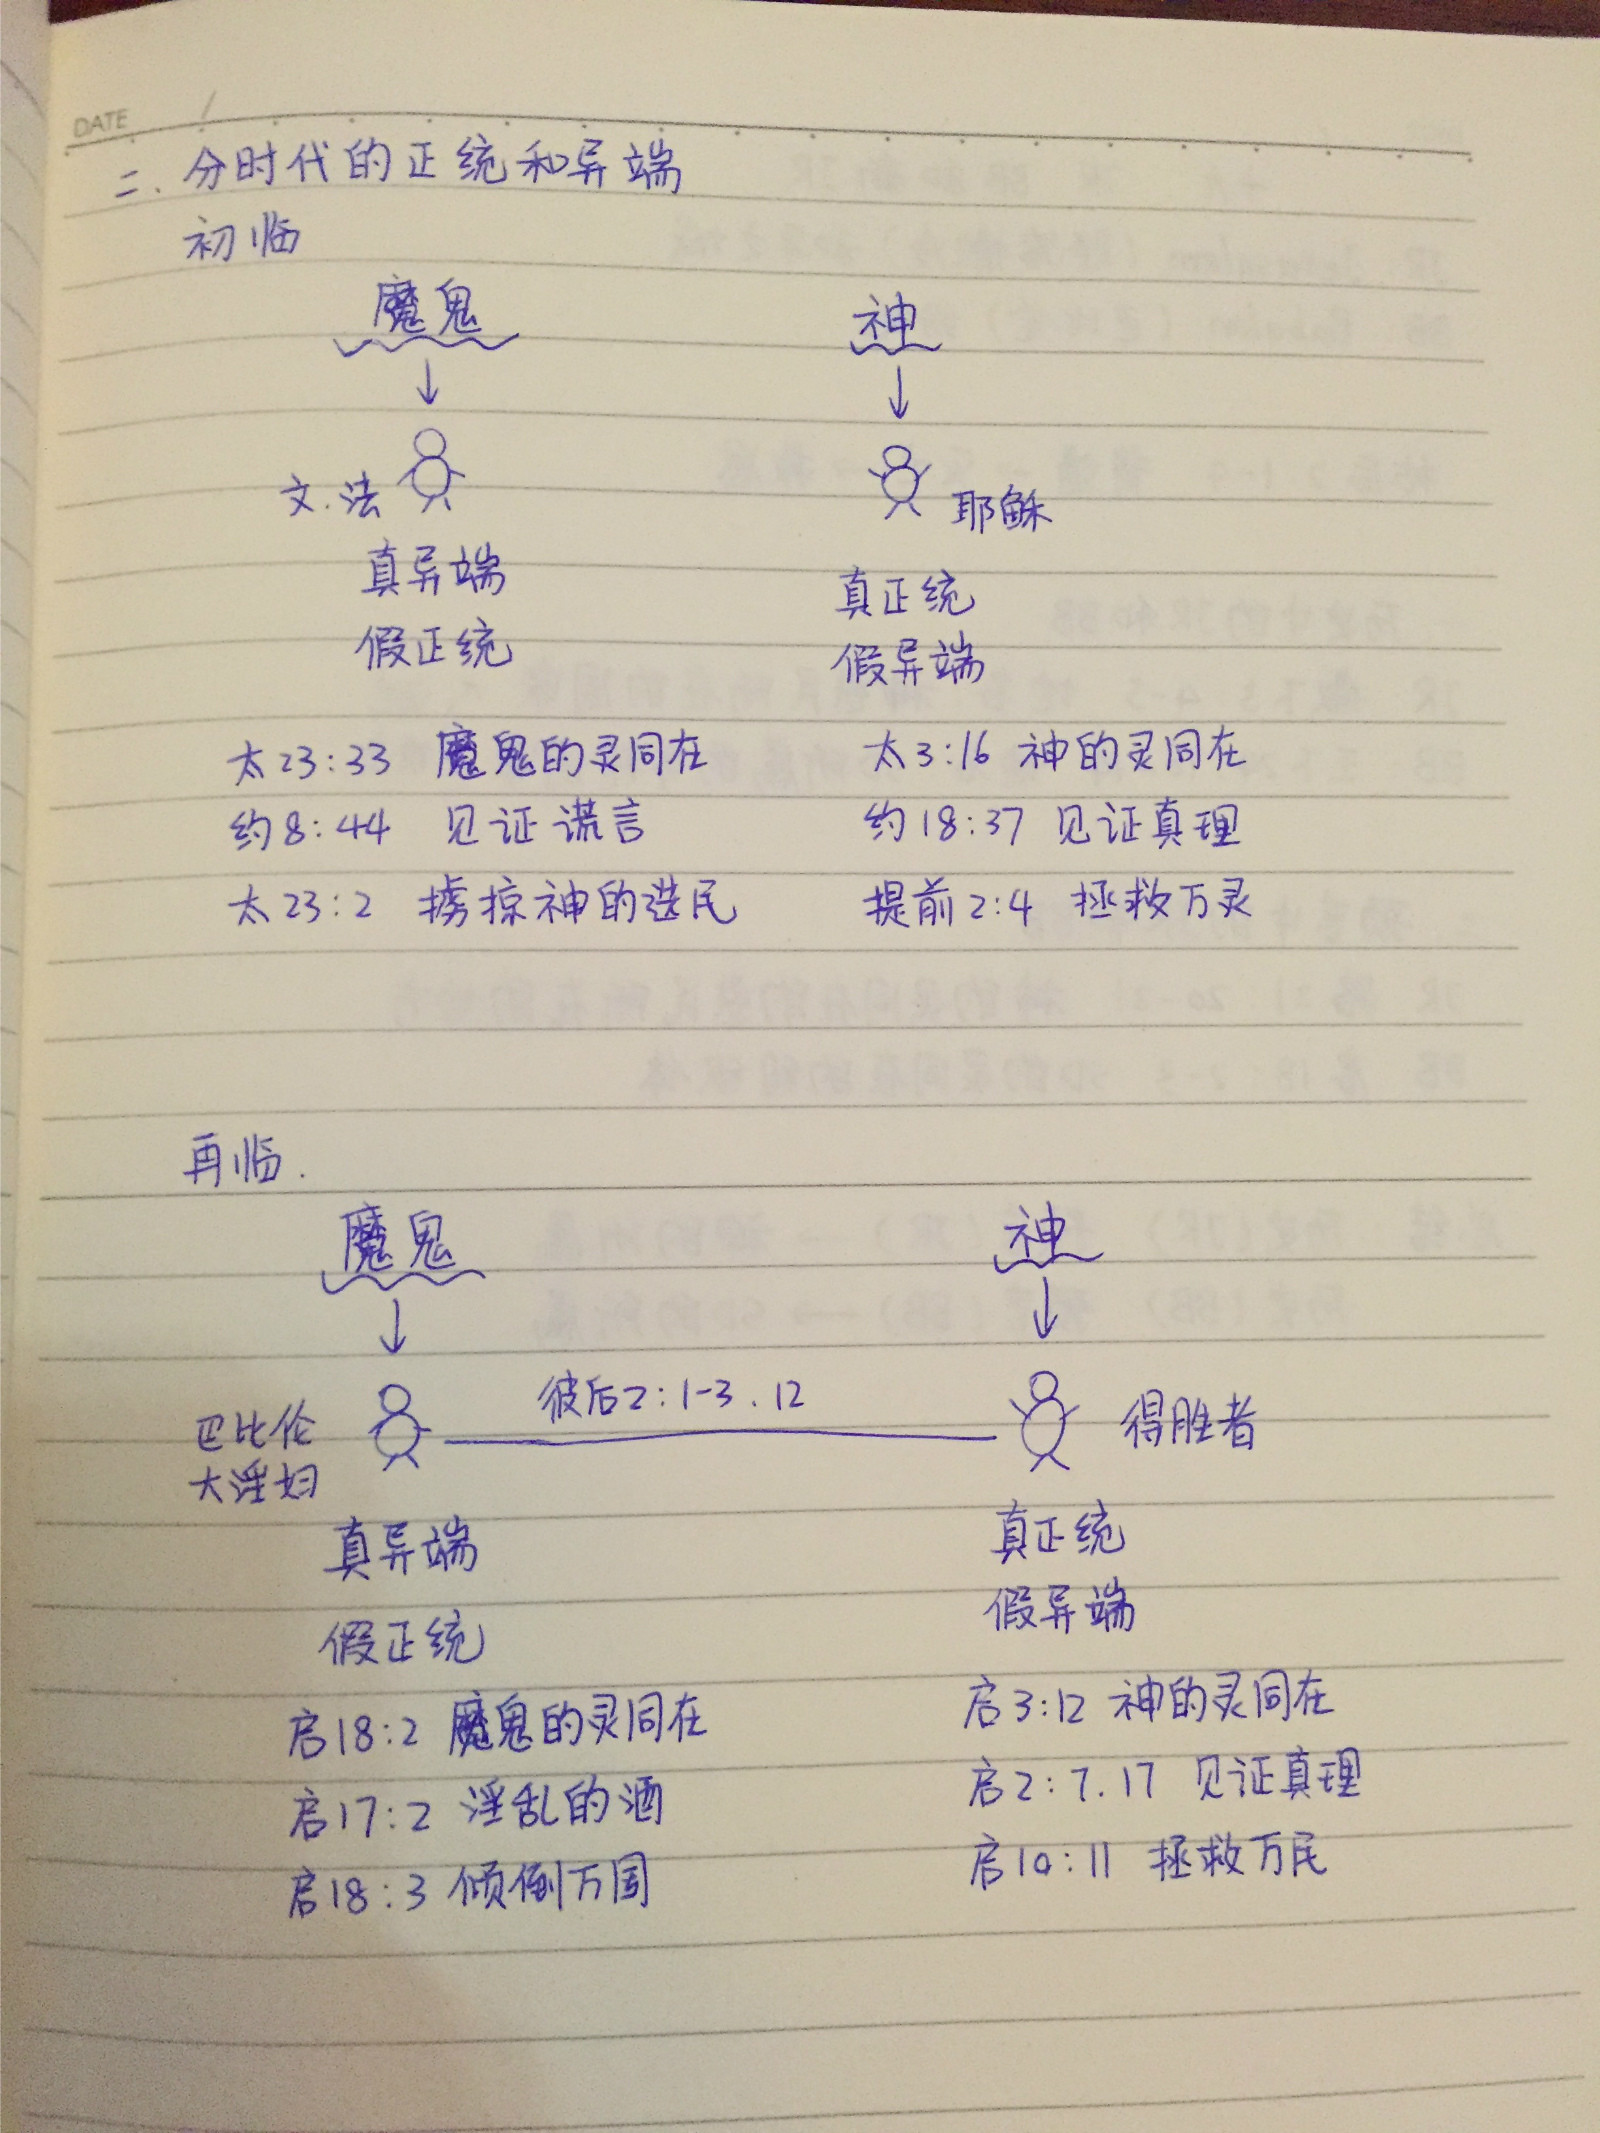 DATE /
二. 分时代的正统和异端
初临
魔鬼 神
文.法 耶稣
真异端 真正统
假正统 假异端
太23:33 魔鬼的灵同在 太3:16 神的灵同在
约8:44 见证谎言 约18:37 见证真理
太23:2 掳掠神的选民 提前2:4 拯救万灵
再临.
魔鬼 神
彼后2:1-3.12
巴比伦 得胜者
大淫妇
真异端 真正统
假正统 假异端
启18:2 魔鬼的灵同在 启3:12 神的灵同在
启17:2 淫乱的酒 启2:7.17 见证真理
启18:3 倾倒万国 启10:11 拯救万民